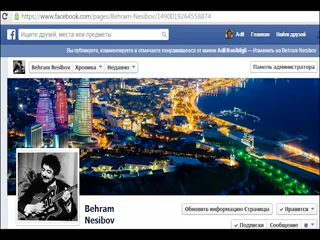 https://www.facebook.com/pages/Behram-Nesibov/1490019264558874
Ищите друзей, места или предметы
Adil Главная Найти друзей
Вы публикуете, комментируете и отмечаете понравившееся от имени Adil Nesibligil — Изменить на Behram Nesibov
Behram Nesibov Хроника Недавно Панель администратора
Behram
Nesibov
Обновить информацию Страницы Нравится
Подписки Сообщение